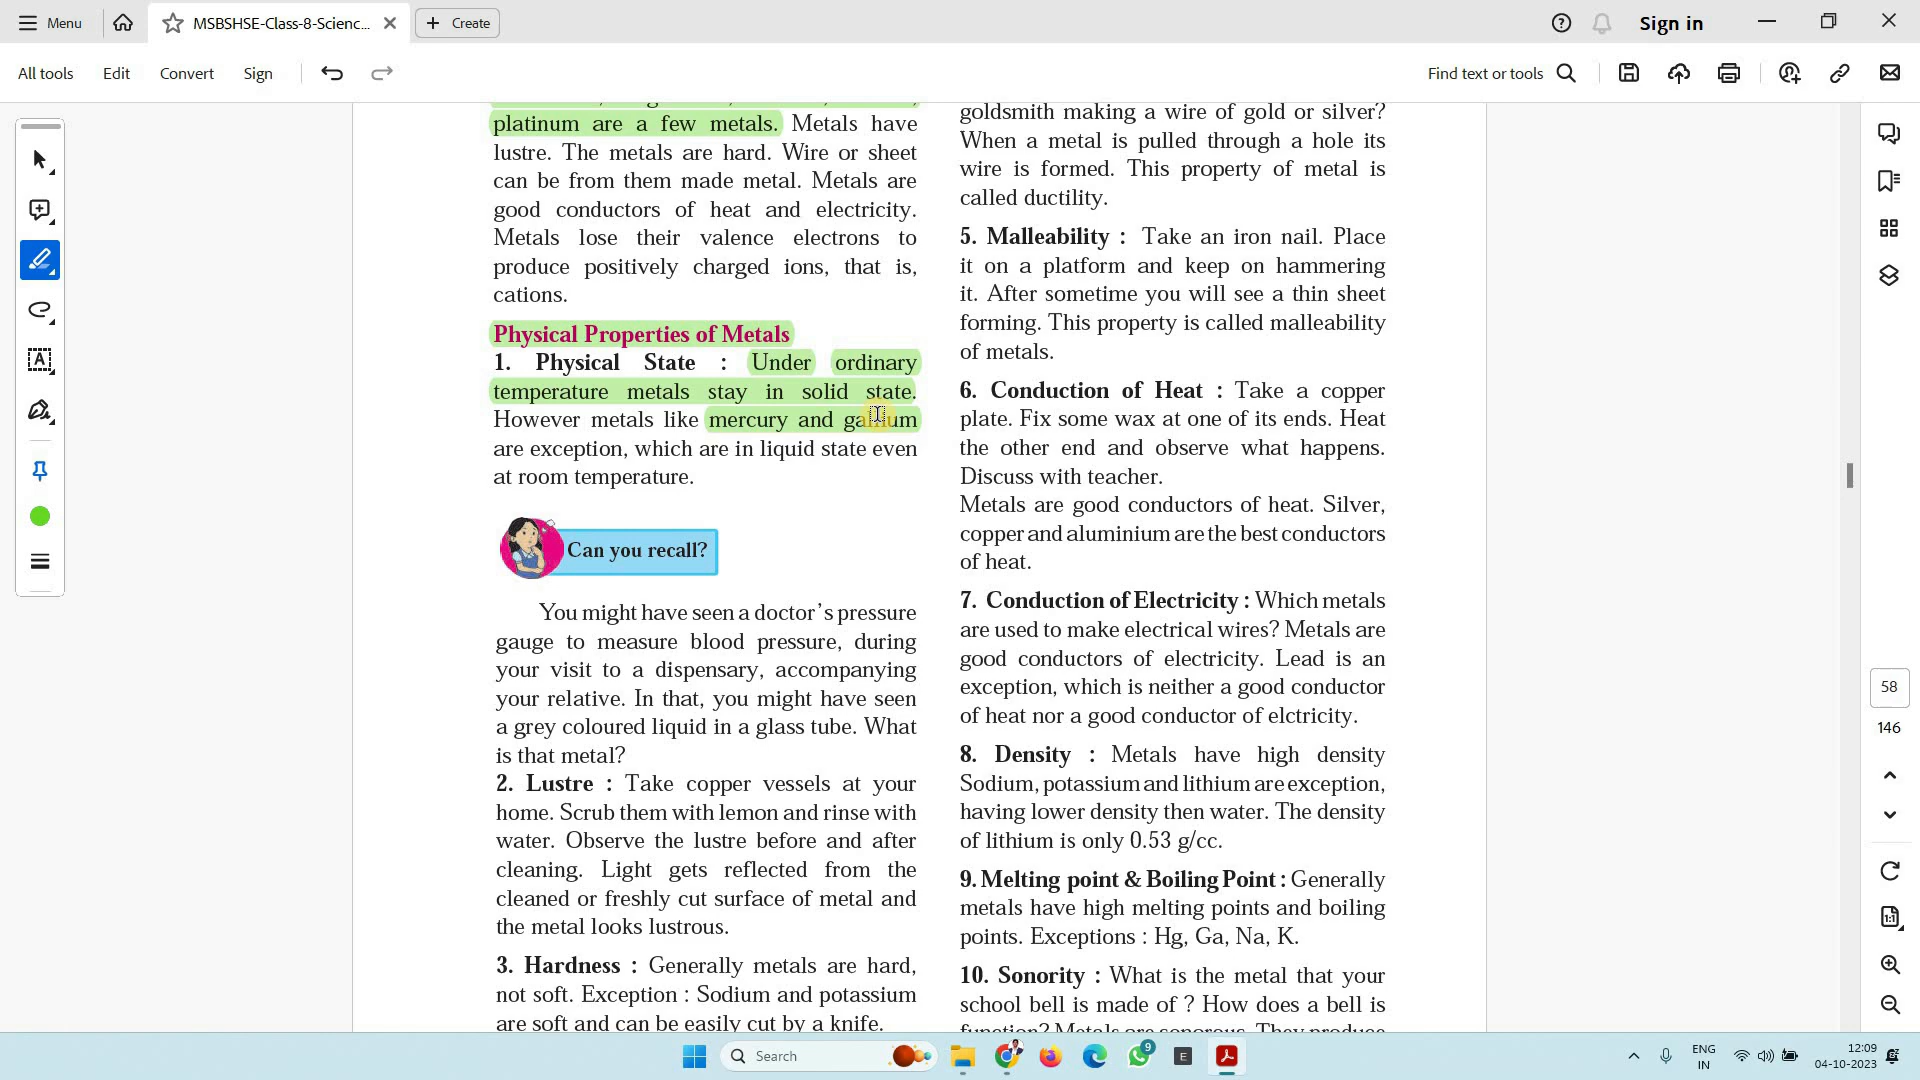 Menu
MSBSHSE-Class-8-Scienc...
Create
Sign in
All tools
Edit
Convert
Sign
Find text or tools
platinum are a few metals. Metals have
lustre. The metals are hard. Wire or sheet
can be from them made metal. Metals are
good conductors of heat and electricity.
Metals lose their valence electrons to
produce positively charged ions, that is,
cations.
Physical Properties of Metals
1. Physical State : Under ordinary
temperature metals stay in solid state.
However metals like mercury and gallium
are exception, which are in liquid state even
at room temperature.
Can you recall?
You might have seen a doctor's pressure
gauge to measure blood pressure, during
your visit to a dispensary, accompanying
your relative. In that, you might have seen
a grey coloured liquid in a glass tube. What
is that metal?
2. Lustre : Take copper vessels at your
home. Scrub them with lemon and rinse with
water. Observe the lustre before and after
cleaning. Light gets reflected from the
cleaned or freshly cut surface of metal and
the metal looks lustrous.
3. Hardness : Generally metals are hard,
not soft. Exception : Sodium and potassium
are soft and can be easily cut by a knife.
goldsmith making a wire of gold or silver?
When a metal is pulled through a hole its
wire is formed. This property of metal is
called ductility.
5. Malleability : Take an iron nail. Place
it on a platform and keep on hammering
it. After sometime you will see a thin sheet
forming. This property is called malleability
of metals.
6. Conduction of Heat : Take a copper
plate. Fix some wax at one of its ends. Heat
the other end and observe what happens.
Discuss with teacher.
Metals are good conductors of heat. Silver,
copper and aluminium are the best conductors
of heat.
7. Conduction of Electricity : Which metals
are used to make electrical wires? Metals are
good conductors of electricity. Lead is an
exception, which is neither a good conductor
of heat nor a good conductor of elctricity.
8. Density : Metals have high density
Sodium, potassium and lithium are exception,
having lower density then water. The density
of lithium is only 0.53 g/cc.
9. Melting point & Boiling Point : Generally
metals have high melting points and boiling
points. Exceptions : Hg, Ga, Na, K.
10. Sonority : What is the metal that your
school bell is made of ? How does a bell is
function? Metals are sonorous. They produce
58
146
Search
9
E
ENG
IN
12:09
04-10-2023